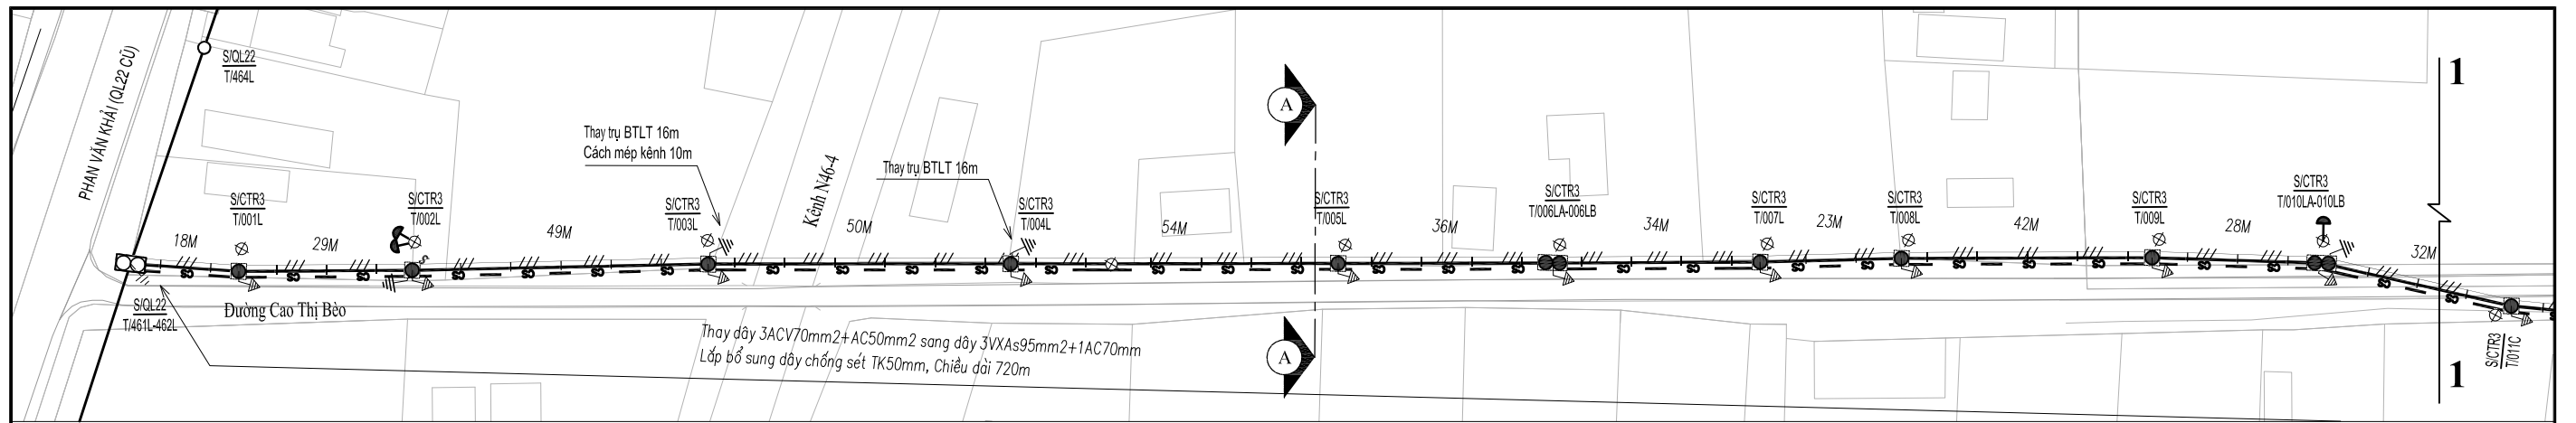 PHAN VĂN KHẢI (QL22 CŨ)
S/QL22
T/464L
S/CTR3
T/001L
S/CTR3
T/002L
Thay trụ BTLT 16m
Cách mép kênh 10m
S/CTR3
T/003L
Kênh N46-4
Thay trụ BTLT 16m
S/CTR3
T/004L
A
S/CTR3
T/005L
S/CTR3
T/006LA-006LB
S/CTR3
T/007L
S/CTR3
T/008L
S/CTR3
T/009L
S/CTR3
T/010LA-010LB
1
18M
29M
49M
50M
54M
36M
34M
23M
42M
28M
32M
S/QL22
T/461L-462L
Đường Cao Thị Bèo
Thay dây 3ACV70mm2+AC50mm2 sang dây 3VXAs95mm2+1AC70mm
Lắp bổ sung dây chống sét TK50mm, Chiều dài 720m
A
S/CTR3
T/011C
1